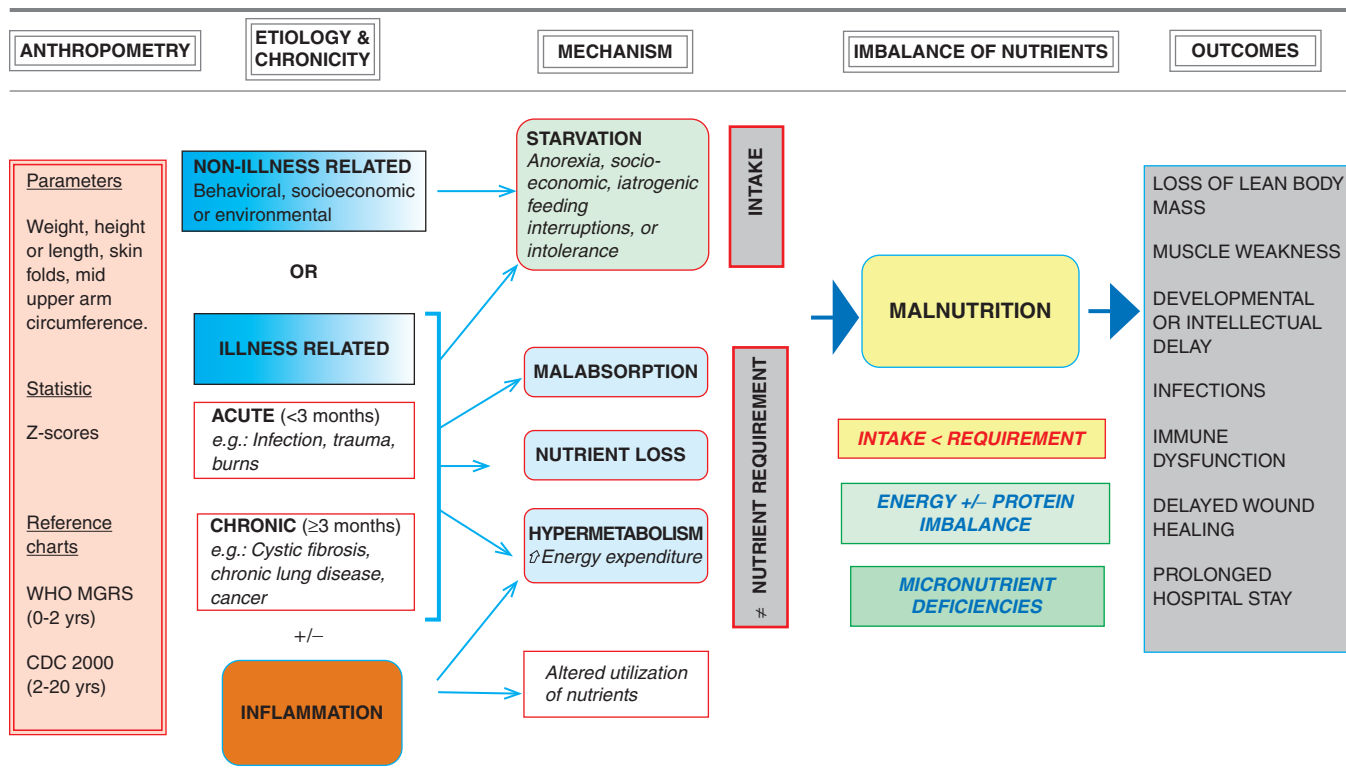 ANTHROPOMETRY
ETIOLOGY &
CHRONICITY
MECHANISM
IMBALANCE OF NUTRIENTS
OUTCOMES
Parameters
Weight, height
or length, skin
folds, mid
upper arm
circumference.
Statistic
Z-scores
Reference
charts
WHO MGRS
(0-2 yrs)
CDC 2000
(2-20 yrs)
NON-ILLNESS RELATED
Behavioral, socioeconomic
or environmental
OR
ILLNESS RELATED
ACUTE (<3 months)
e.g.: Infection, trauma,
burns
CHRONIC (≥3 months)
e.g.: Cystic fibrosis,
chronic lung disease,
cancer
+/–
INFLAMMATION
STARVATION
Anorexia, socio-
economic, iatrogenic
feeding
interruptions, or
intolerance
MALABSORPTION
NUTRIENT LOSS
HYPERMETABOLISM
⇧Energy expenditure
Altered utilization
of nutrients
INTAKE
≠ NUTRIENT REQUIREMENT
MALNUTRITION
INTAKE < REQUIREMENT
ENERGY +/– PROTEIN
IMBALANCE
MICRONUTRIENT
DEFICIENCIES
LOSS OF LEAN BODY
MASS
MUSCLE WEAKNESS
DEVELOPMENTAL
OR INTELLECTUAL
DELAY
INFECTIONS
IMMUNE
DYSFUNCTION
DELAYED WOUND
HEALING
PROLONGED
HOSPITAL STAY